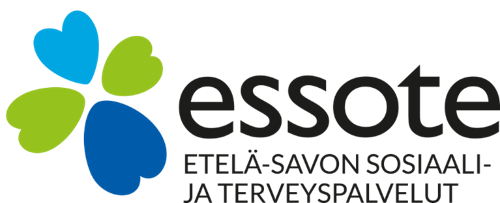 essote
ETELÄ-SAVON SOSIAALI-
JA TERVEYSPALVELUT